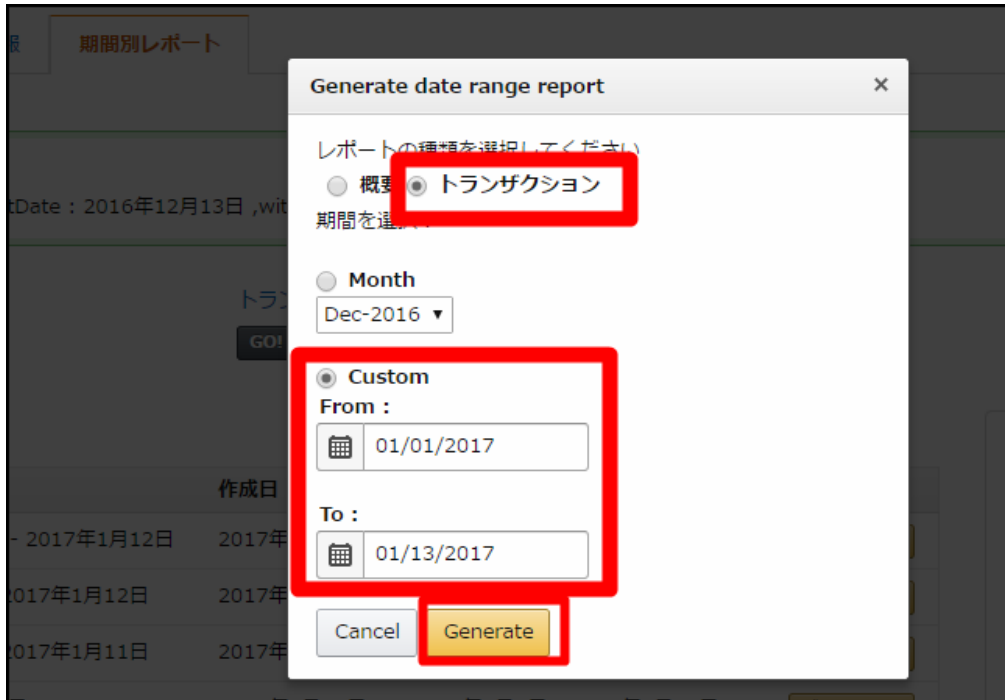 報 期間別レポート
Generate date range report ×
レポートの種類を選択してください
概要 トランザクション
tDate：2016年12月13日 ,wit
期間を選択：
Month
トラン
Dec-2016
GO!
Custom
From :
01/01/2017
作成日
To :
- 2017年1月12日 2017年
01/13/2017
2017年1月12日 2017年
Cancel Generate
2017年1月11日 2017年